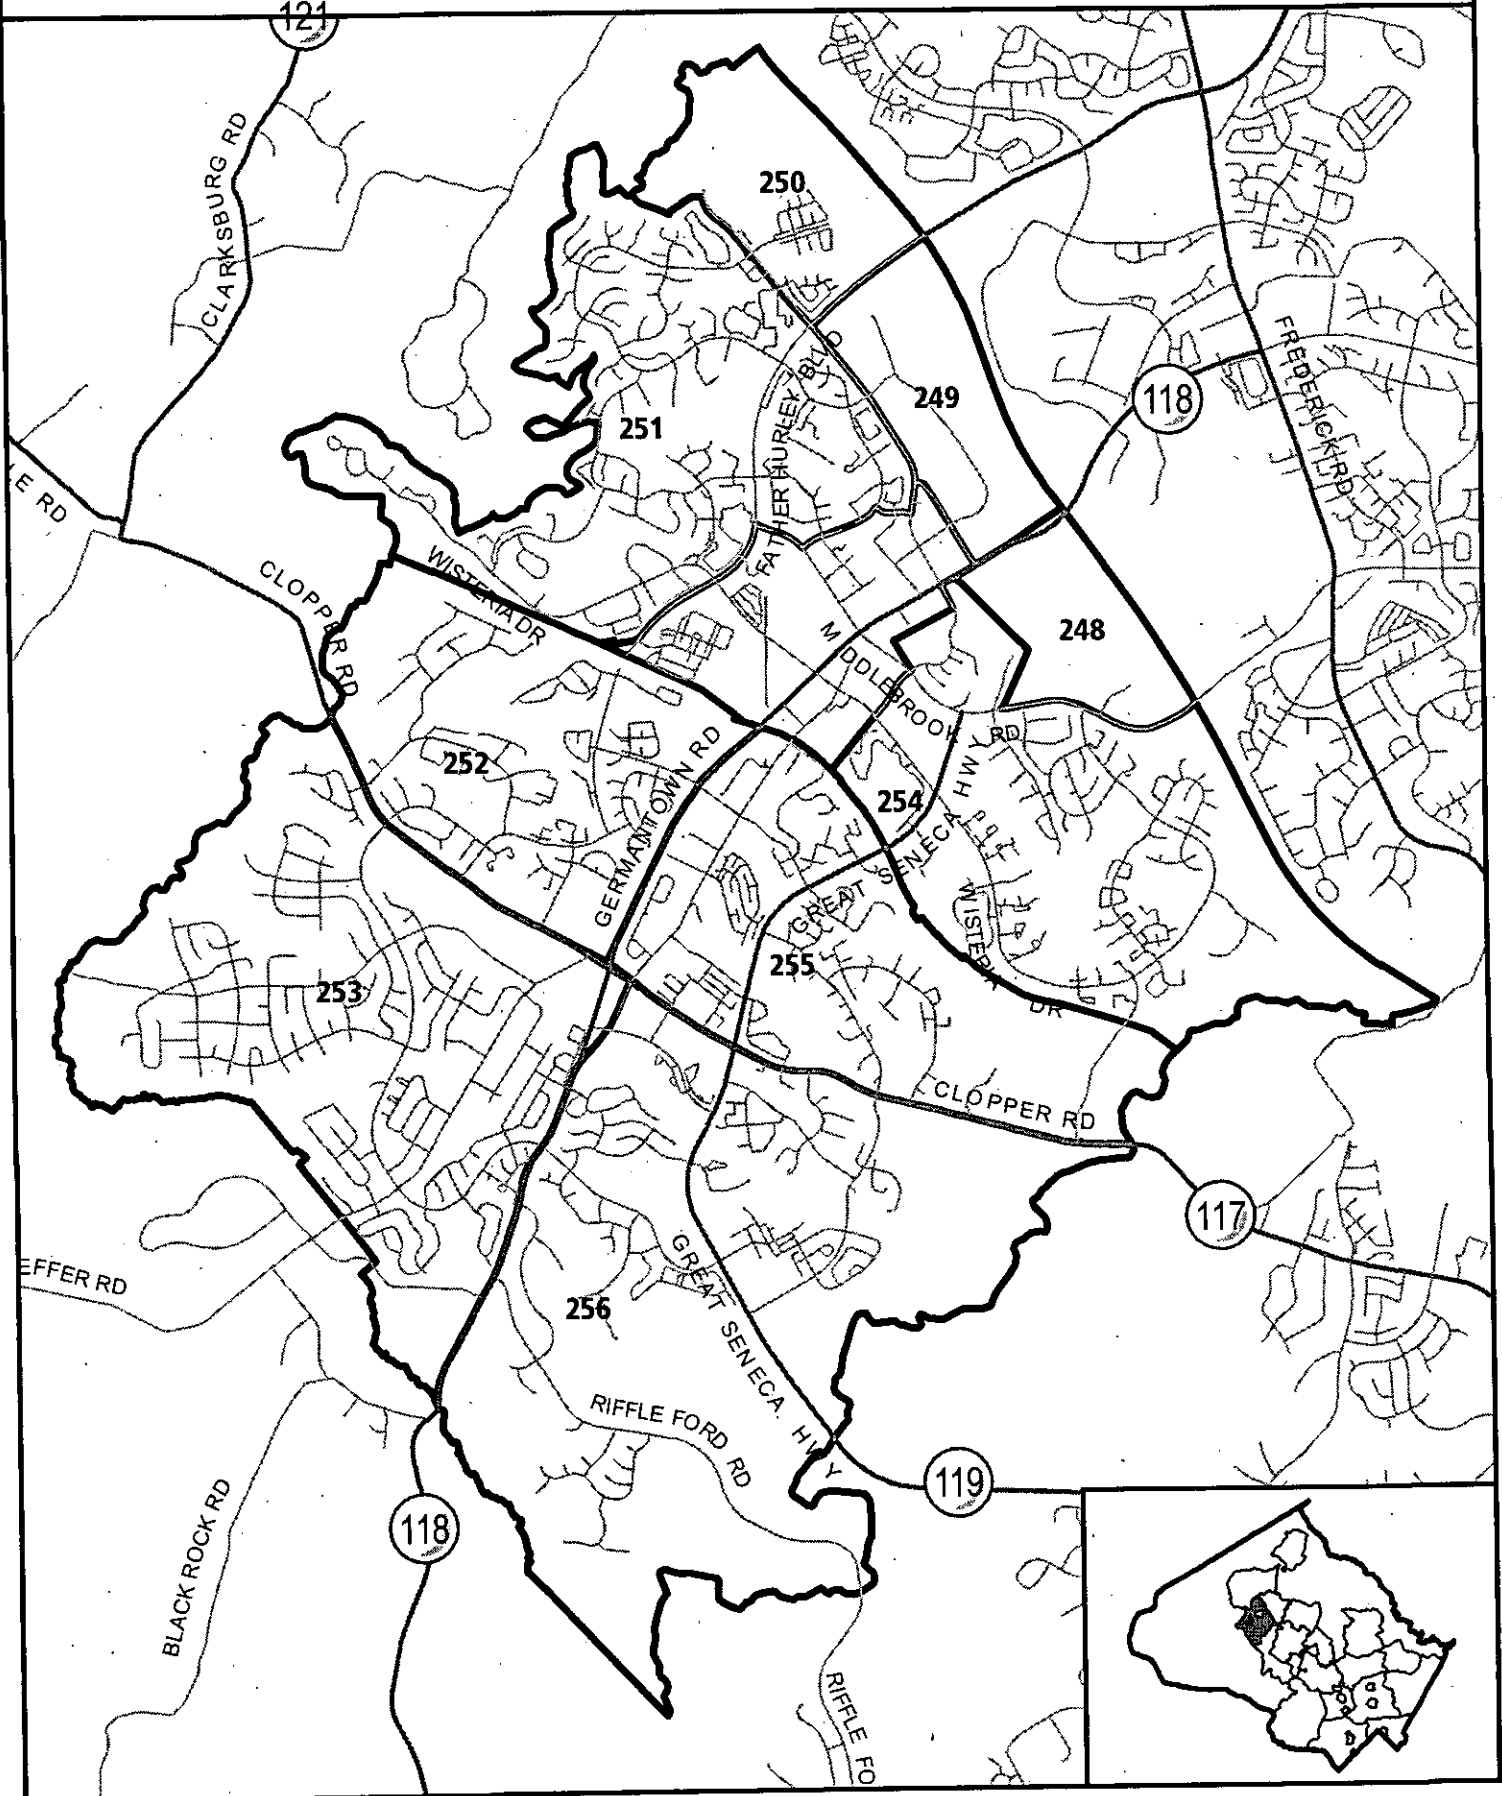 121
CLARKSBURG RD
250
249
118
FREDERICK RD
FATHER HURLEY BLVD
251
LE RD
CLOPPER RD
WISTERIA DR
248
MIDDLEBROOK RD
252
GERMANTOWN RD
254
GREAT SENECA HWY
WISTERIA DR
255
253
CLOPPER RD
117
EFFER RD
GREAT SENECA HWY
256
RIFFLE FORD RD
119
118
BLACK ROCK RD
RIFFLE FO